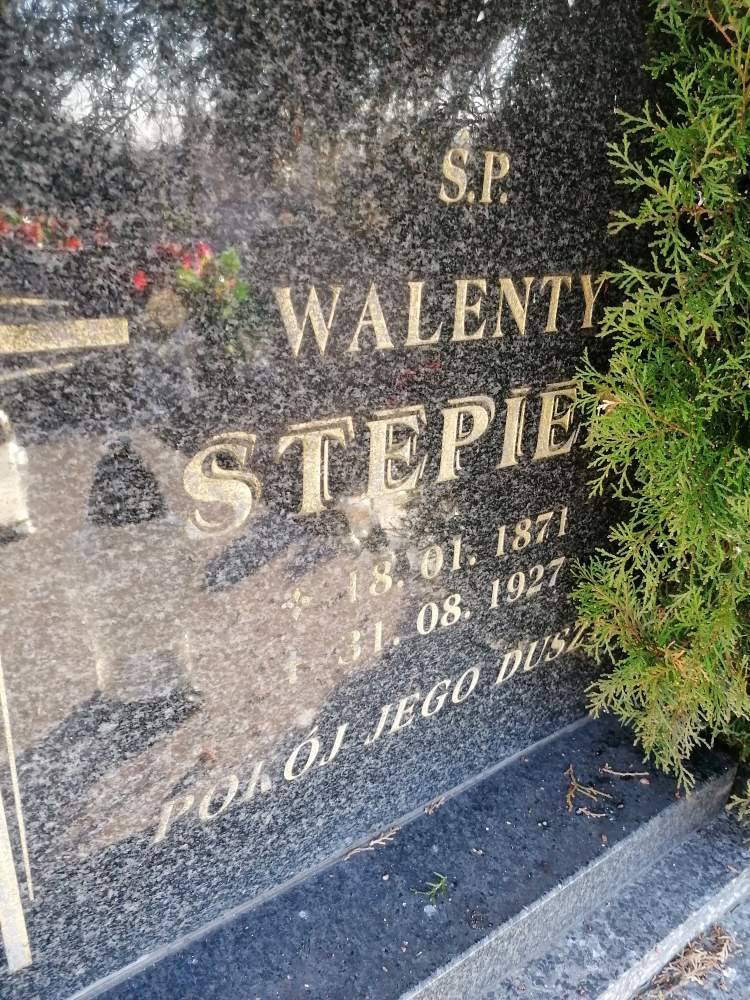 Ś.P.
WALENTY
STEPIE
18. 01. 1871
31. 08. 1927
POKÓJ JEGO DUSZ